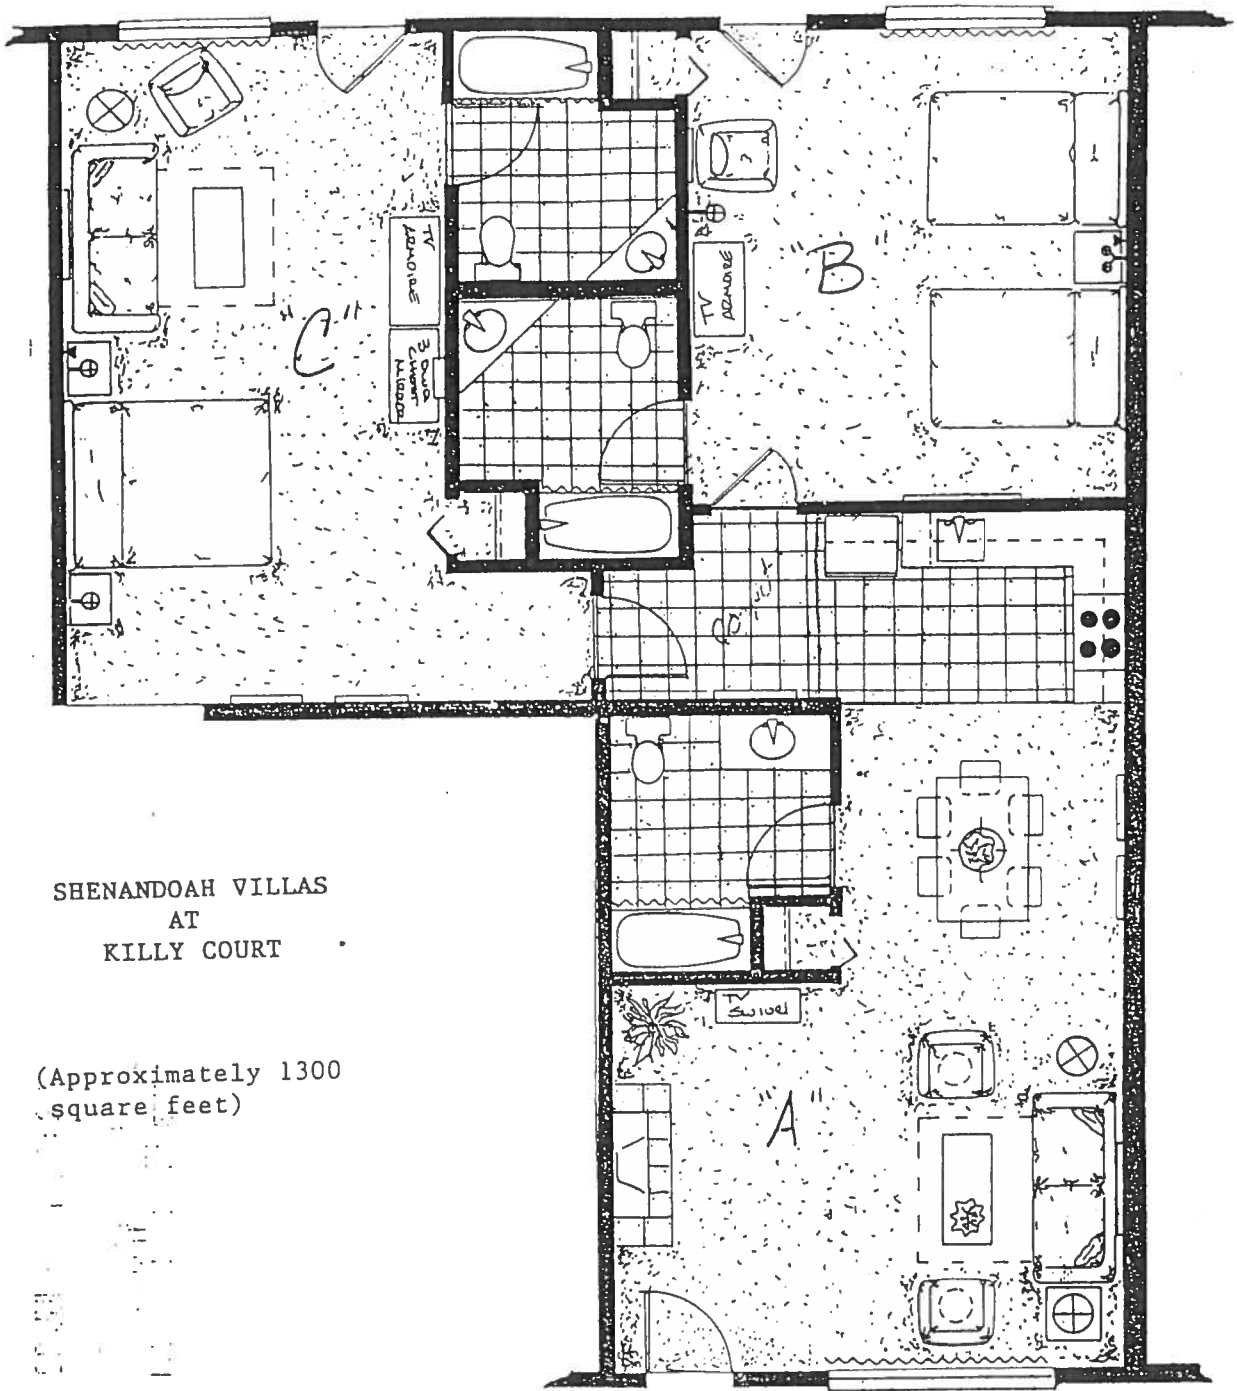 TV
ARMOIRE
"C"
"B"
TV
ARMOIRE
SHENANDOAH VILLAS
AT
KILLY COURT
TV
SWIVEL
(Approximately 1300
square feet)
"A"